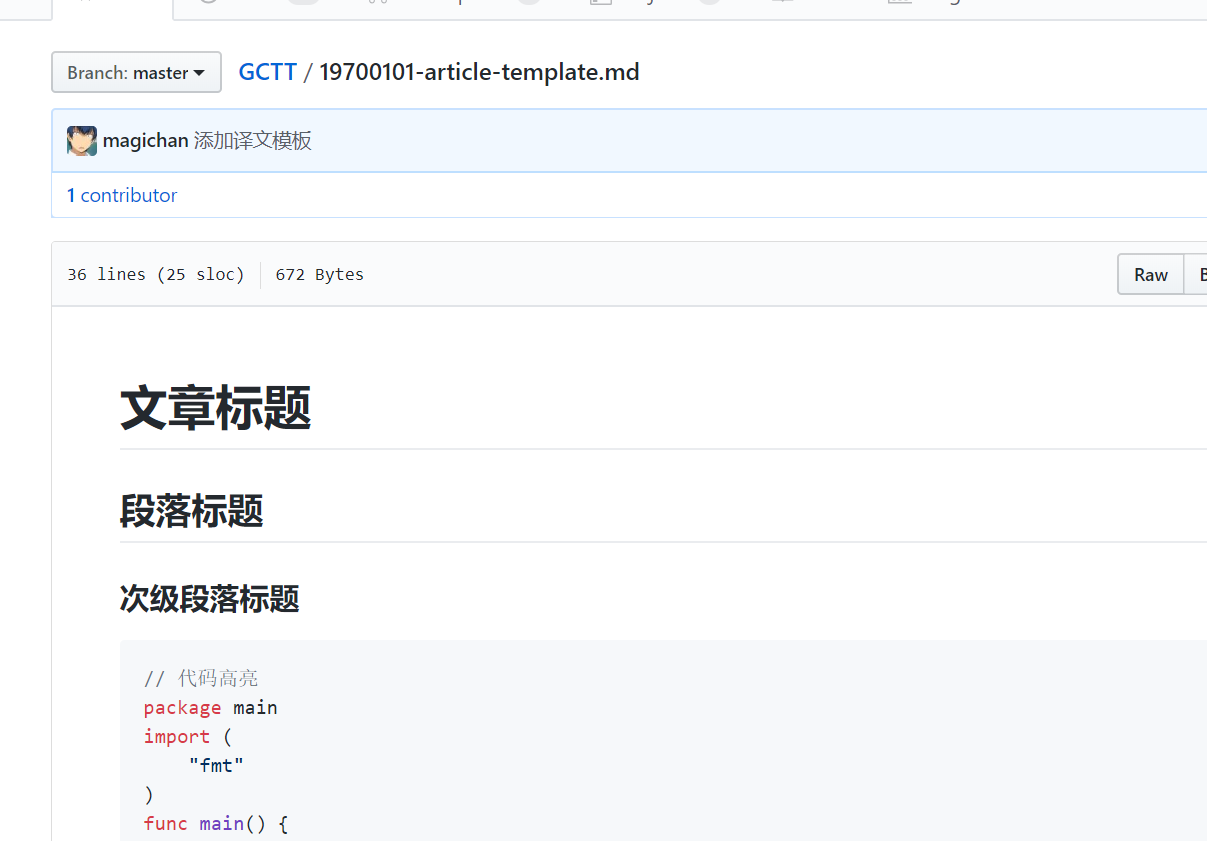 Branch: master
GCTT / 19700101-article-template.md
magichan 添加译文模板
1 contributor
36 lines (25 sloc) 672 Bytes
Raw
文章标题
段落标题
次级段落标题
// 代码高亮
package main
import (
"fmt"
)
func main() {